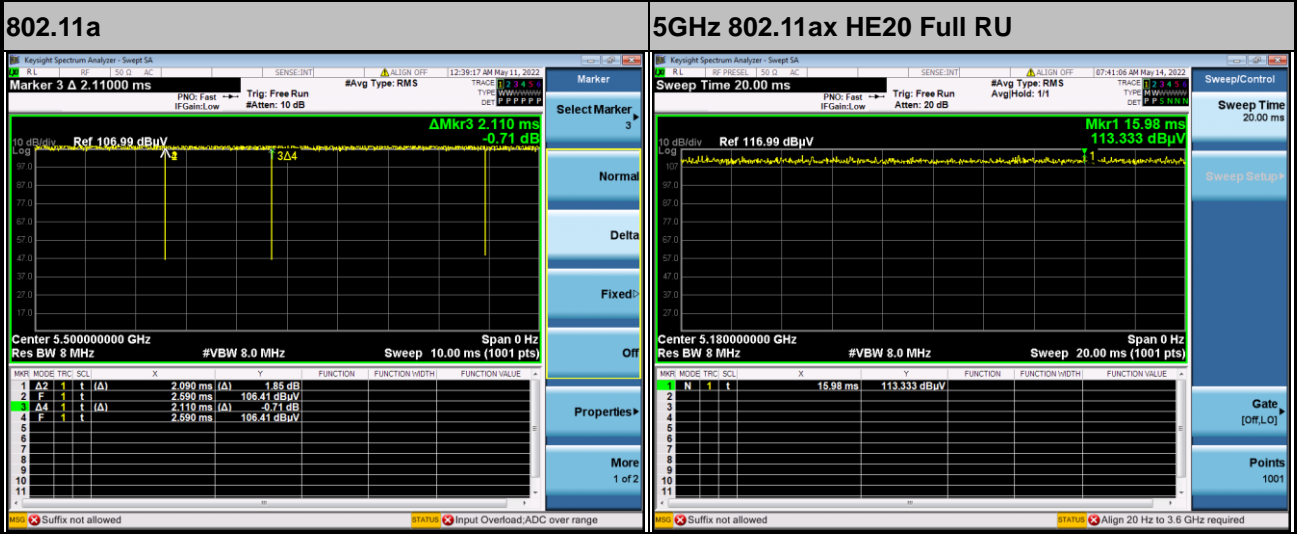 802.11a
Keysight Spectrum Analyzer - Swept SA
RL RF 50 Ω AC SENSE:INT ALIGN OFF 12:39:17 AM May 11, 2022
Marker 3 Δ 2.11000 ms
PNO: Fast
IFGain:Low
Trig: Free Run
#Atten: 10 dB
#Avg Type: RMS
TRACE 1 2 3 4 5 6
TYPE WWWWWW
DET P P P P P P
ΔMkr3 2.110 ms
-0.71 dB
10 dB/div Ref 106.99 dBµV
Log
97.0
87.0
77.0
67.0
57.0
47.0
37.0
27.0
17.0
3Δ4
Center 5.500000000 GHz Span 0 Hz
Res BW 8 MHz #VBW 8.0 MHz Sweep 10.00 ms (1001 pts)
MKR MODE TRC SCL X Y FUNCTION FUNCTION WIDTH FUNCTION VALUE
1 Δ2 1 t (Δ) 2.090 ms (Δ) 1.85 dB
2 F 1 t 2.590 ms 106.41 dBµV
3 Δ4 1 t (Δ) 2.110 ms (Δ) -0.71 dB
4 F 1 t 2.590 ms 106.41 dBµV
5
6
7
8
9
10
11
MSG Suffix not allowed STATUS Input Overload;ADC over range
Marker
Select Marker
3
Normal
Delta
Fixed
Off
Properties
More
1 of 2
5GHz 802.11ax HE20 Full RU
Keysight Spectrum Analyzer - Swept SA
RL RF PRESEL 50 Ω AC SENSE:INT ALIGN OFF 07:41:06 AM May 14, 2022
Sweep Time 20.00 ms
PNO: Fast
IFGain:Low
Trig: Free Run
Atten: 20 dB
Avg Type: RMS
Avg|Hold: 1/1
TRACE 1 2 3 4 5 6
TYPE MWWWWW
DET P P S N N N
Mkr1 15.98 ms
113.333 dBµV
10 dB/div Ref 116.99 dBµV
Log
107
97.0
87.0
77.0
67.0
57.0
47.0
37.0
27.0
1
Center 5.180000000 GHz Span 0 Hz
Res BW 8 MHz #VBW 8.0 MHz Sweep 20.00 ms (1001 pts)
MKR MODE TRC SCL X Y FUNCTION FUNCTION WIDTH FUNCTION VALUE
1 N 1 t 15.98 ms 113.333 dBµV
2
3
4
5
6
7
8
9
10
11
MSG Suffix not allowed STATUS Align 20 Hz to 3.6 GHz required
Sweep/Control
Sweep Time
20.00 ms
Sweep Setup
Gate
[Off,LO]
Points
1001